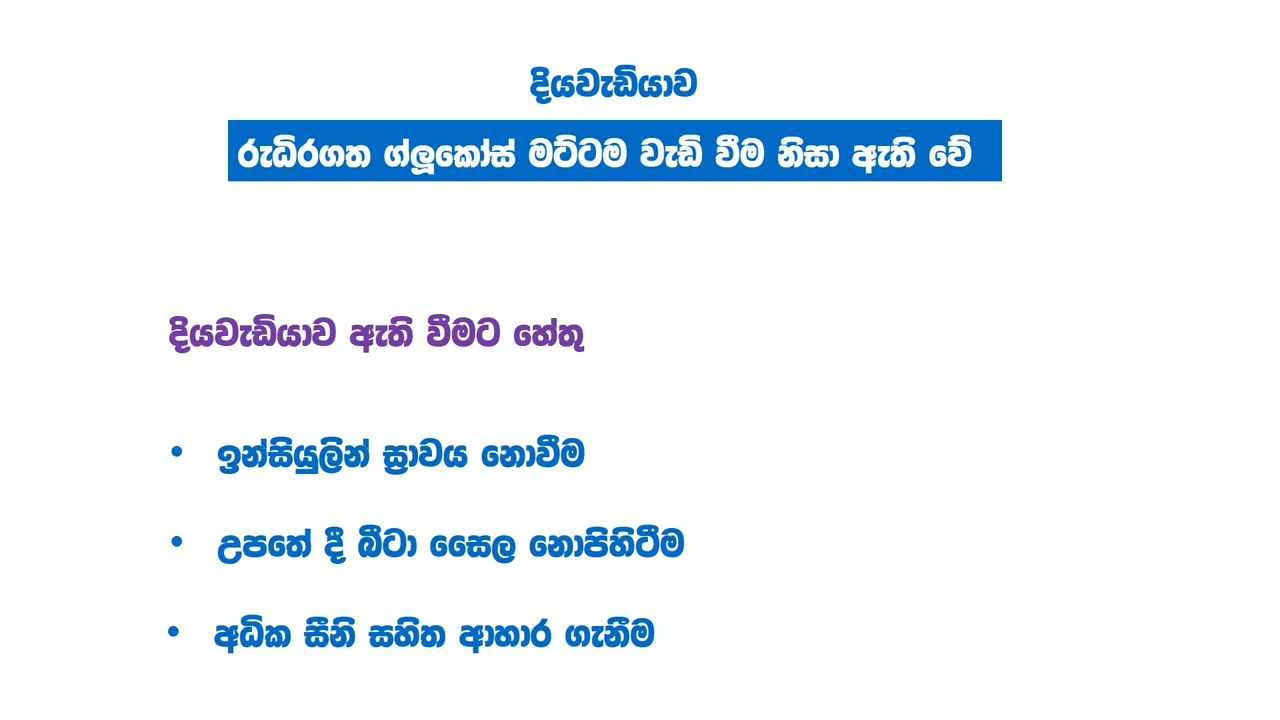 දියවැඩියාව
රුධිරගත ග්ලූකෝස් මට්ටම වැඩි වීම නිසා ඇති වේ
දියවැඩියාව ඇති වීමට හේතු
• ඉන්සියුලින් ස්‍රාවය නොවීම
• උපතේ දී බීටා සෛල නොපිහිටීම
• අධික සීනි සහිත ආහාර ගැනීම